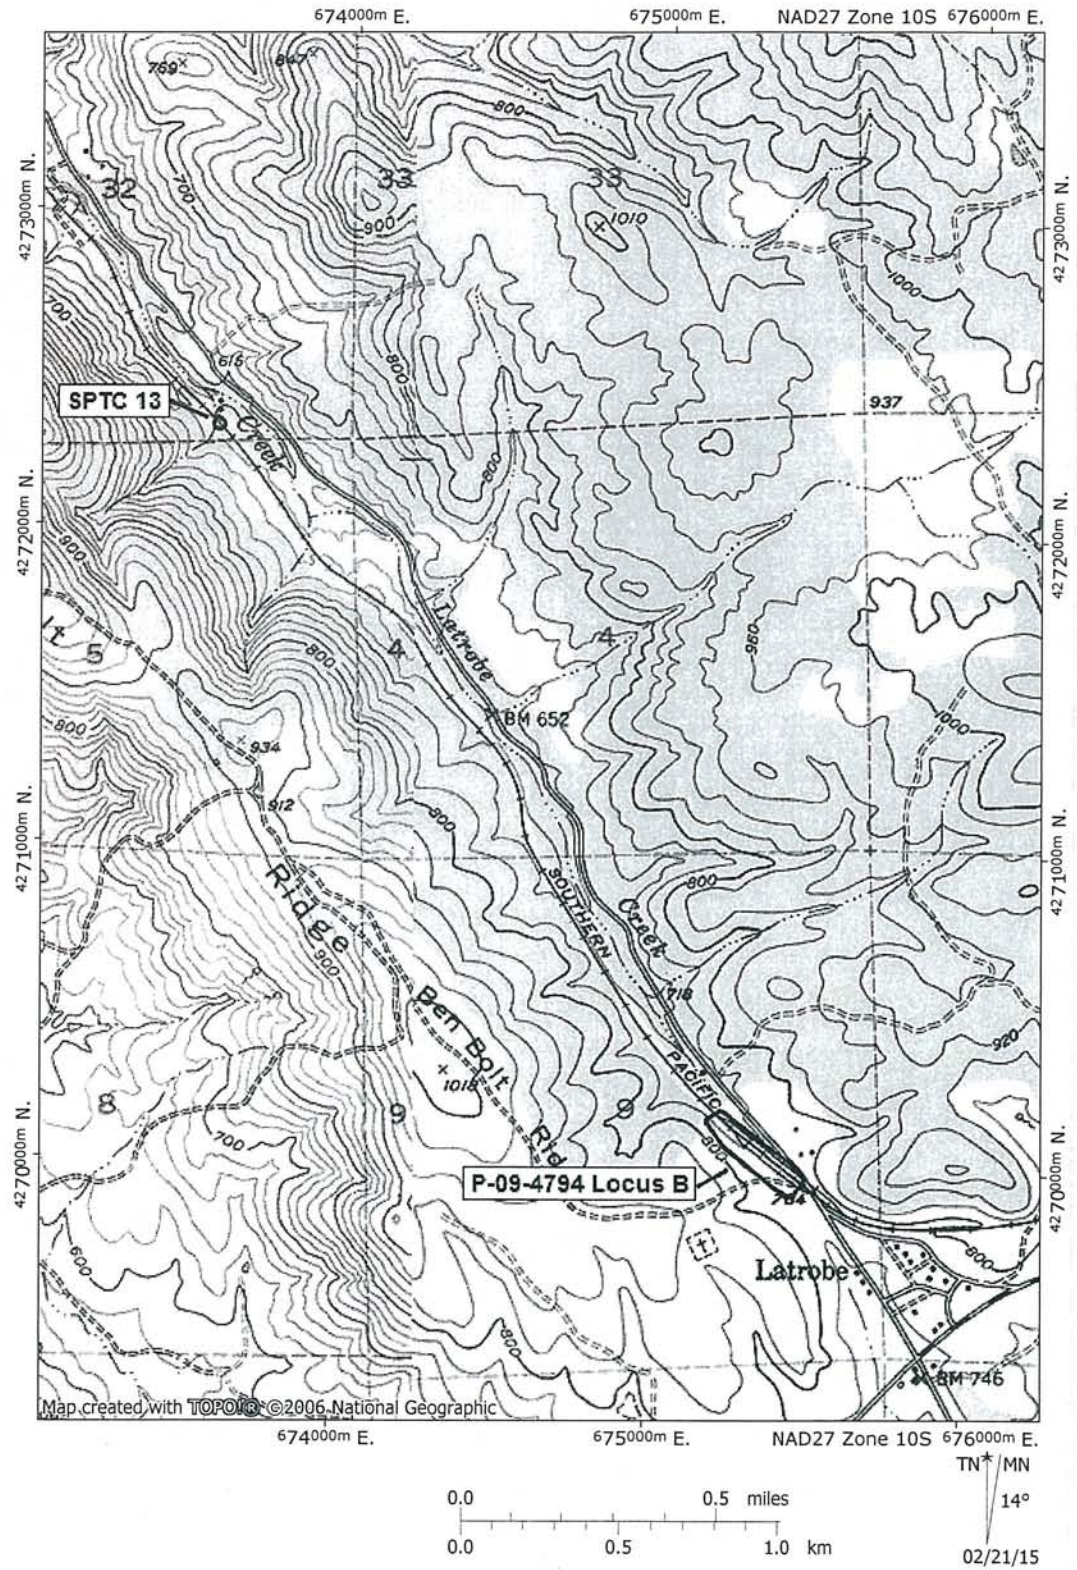 674000m E.
675000m E.
NAD27 Zone 10S 676000m E.
769
847
800
33
33
32
700
1010
900
4273000m N.
4273000m N.
1000
700
615
800
SPTC 13
937
Creek
800
4272000m N.
4272000m N.
900
Latrobe
5
800
4
4
960
BM 652
1000
800
934
912
800
4271000m N.
4271000m N.
800
SOUTHERN
Creek
Ridge
900
718
Ben Bolt
920
PACIFIC
1018
8
9
9
Rid
800
700
4270000m N.
4270000m N.
P-09-4794 Locus B
764
600
800
Latrobe
800
BM 746
Map created with TOPO!® ©2006 National Geographic
674000m E.
675000m E.
NAD27 Zone 10S 676000m E.
TN MN
0.0 0.5 miles
14°
0.0 0.5 1.0 km
02/21/15